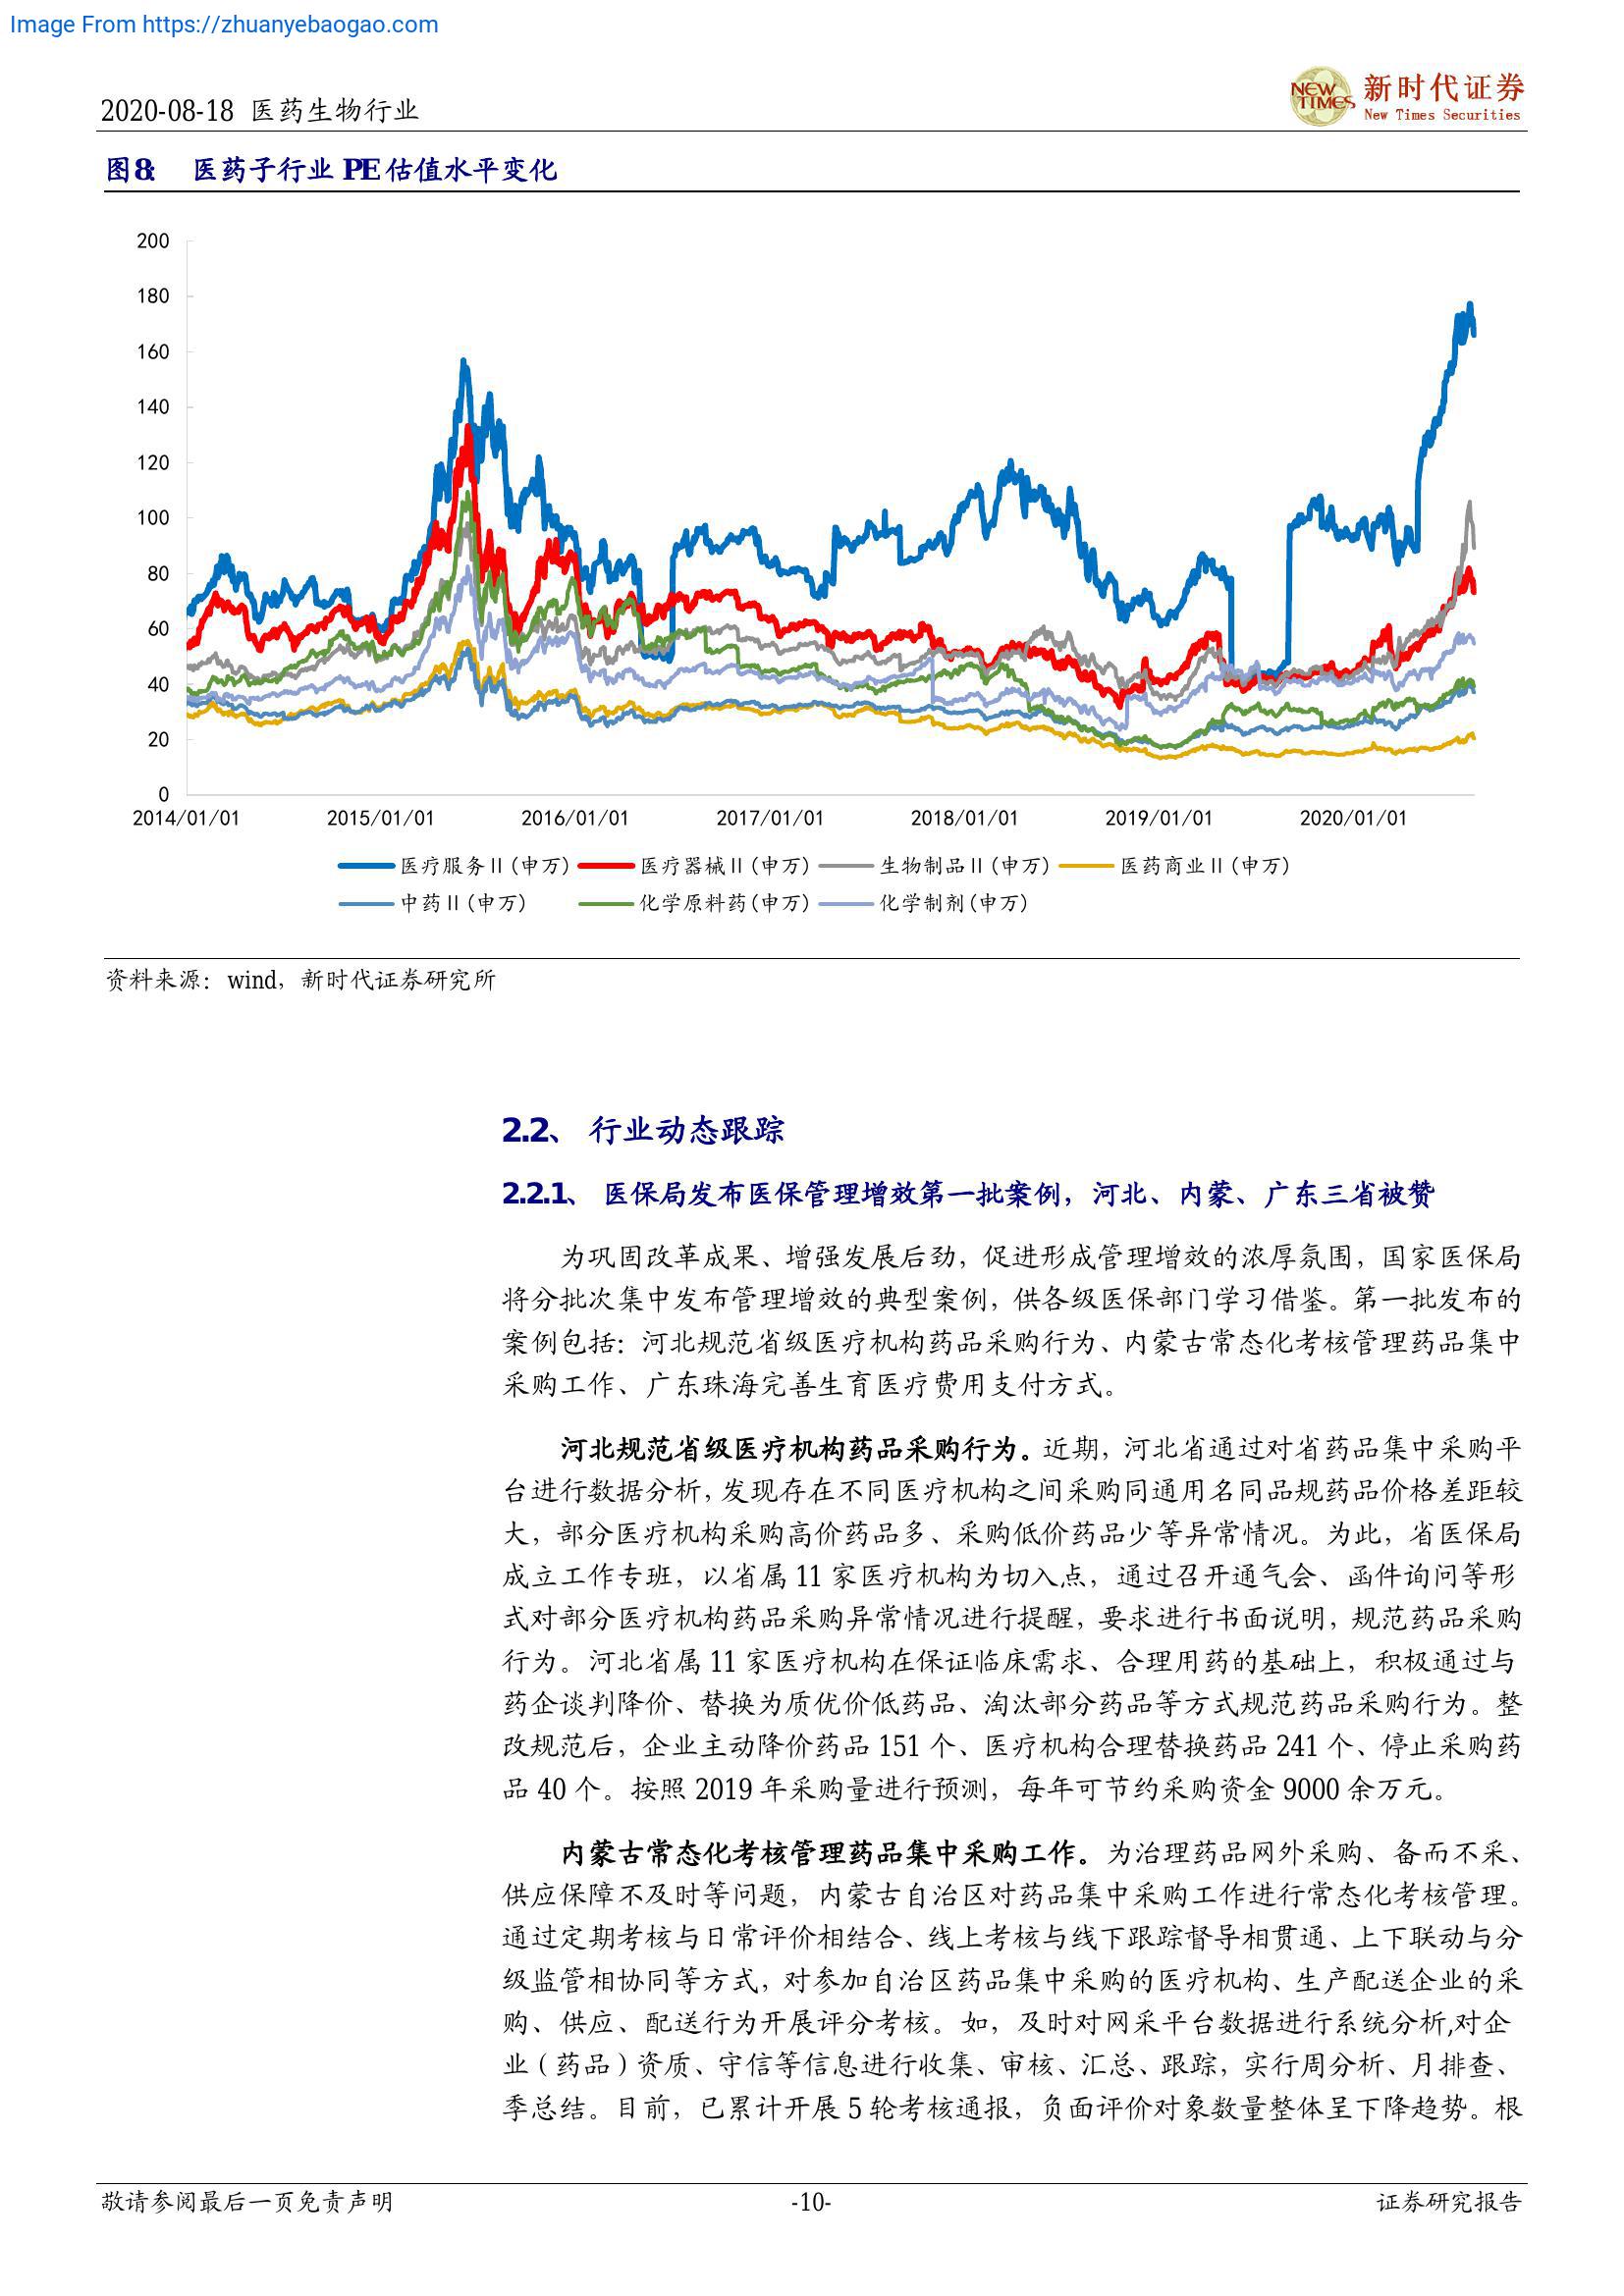 Image From https://zhuanyebaogao.com
2020-08-18 医药生物行业
NEW TIMES
新时代证券
New Times Securities
图8: 医药子行业 PE 估值水平变化
200
180
160
140
120
100
80
60
40
20
0
2014/01/01 2015/01/01 2016/01/01 2017/01/01 2018/01/01 2019/01/01 2020/01/01
医疗服务II(申万) 医疗器械II(申万) 生物制品II(申万) 医药商业II(申万)
中药II(申万) 化学原料药(申万) 化学制剂(申万)
资料来源：wind，新时代证券研究所
2.2、 行业动态跟踪
2.2.1、 医保局发布医保管理增效第一批案例，河北、内蒙、广东三省被赞
为巩固改革成果、增强发展后劲，促进形成管理增效的浓厚氛围，国家医保局
将分批次集中发布管理增效的典型案例，供各级医保部门学习借鉴。第一批发布的
案例包括：河北规范省级医疗机构药品采购行为、内蒙古常态化考核管理药品集中
采购工作、广东珠海完善生育医疗费用支付方式。
河北规范省级医疗机构药品采购行为。近期，河北省通过对省药品集中采购平
台进行数据分析，发现存在不同医疗机构之间采购同通用名同品规药品价格差距较
大，部分医疗机构采购高价药品多、采购低价药品少等异常情况。为此，省医保局
成立工作专班，以省属 11 家医疗机构为切入点，通过召开通气会、函件询问等形
式对部分医疗机构药品采购异常情况进行提醒，要求进行书面说明，规范药品采购
行为。河北省属 11 家医疗机构在保证临床需求、合理用药的基础上，积极通过与
药企谈判降价、替换为质优价低药品、淘汰部分药品等方式规范药品采购行为。整
改规范后，企业主动降价药品 151 个、医疗机构合理替换药品 241 个、停止采购药
品 40 个。按照 2019 年采购量进行预测，每年可节约采购资金 9000 余万元。
内蒙古常态化考核管理药品集中采购工作。为治理药品网外采购、备而不采、
供应保障不及时等问题，内蒙古自治区对药品集中采购工作进行常态化考核管理。
通过定期考核与日常评价相结合、线上考核与线下跟踪督导相贯通、上下联动与分
级监管相协同等方式，对参加自治区药品集中采购的医疗机构、生产配送企业的采
购、供应、配送行为开展评分考核。如，及时对网采平台数据进行系统分析,对企
业（药品）资质、守信等信息进行收集、审核、汇总、跟踪，实行周分析、月排查、
季总结。目前，已累计开展 5 轮考核通报，负面评价对象数量整体呈下降趋势。根
敬请参阅最后一页免责声明 -10- 证券研究报告